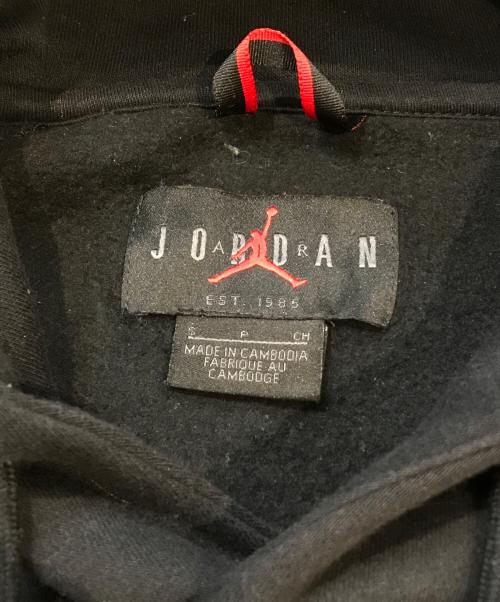 JORDAN
AIR
EST. 1985
S P CH
MADE IN CAMBODIA
FABRIQUE AU
CAMBODGE